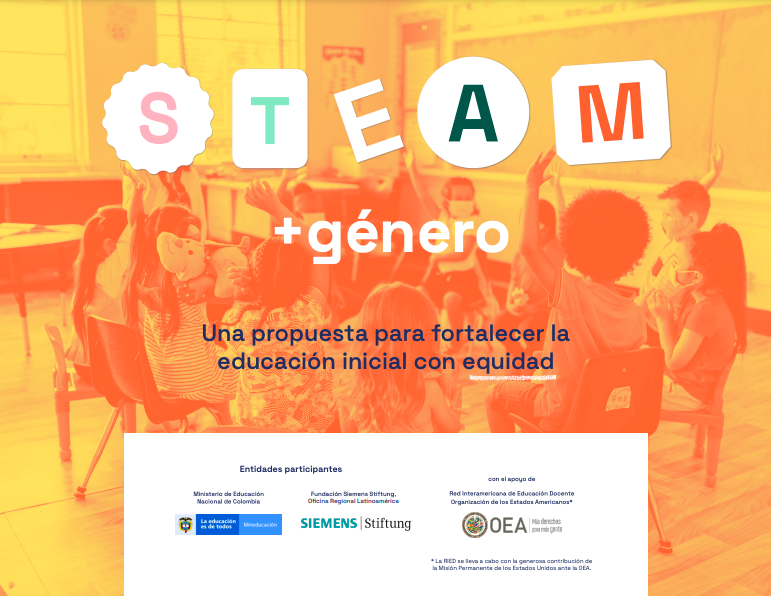 STEAM
+género
Una propuesta para fortalecer la
educación inicial con equidad
Entidades participantes
Ministerio de Educación
Nacional de Colombia
La educación
es de todos
Mineducación
Fundación Siemens Stiftung,
Oficina Regional Latinoamérica
SIEMENS | Stiftung
con el apoyo de
Red Interamericana de Educación Docente
Organización de los Estados Americanos*
OEA
Más derechos
para más gente
* La RIED se lleva a cabo con la generosa contribución de
la Misión Permanente de los Estados Unidos ante la OEA.